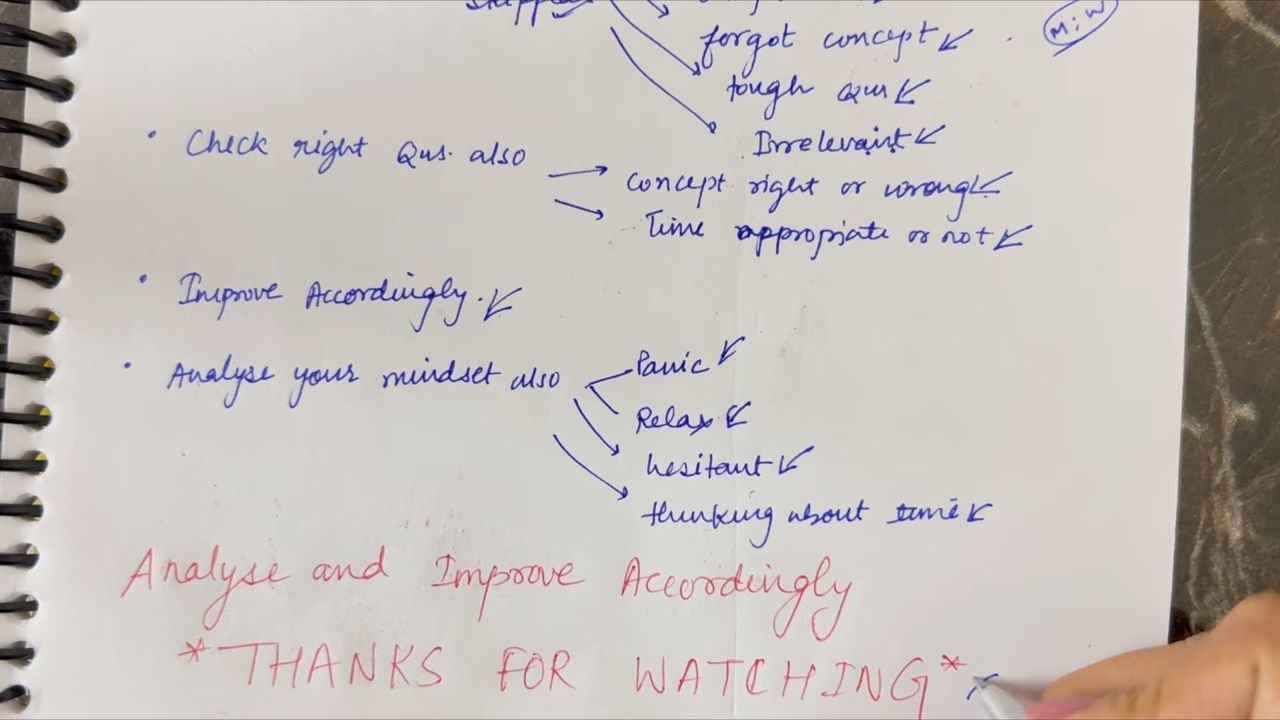 forgot concept
M:W
tough Qus
• Check right Qus. also
Irrelevant
concept right or wrong
Time appropriate or not
• Improve Accordingly.
• Analyse your mindset also
Panic
Relax
hesitant
thinking about time
Analyse and Improve Accordingly
*THANKS FOR WATCHING*